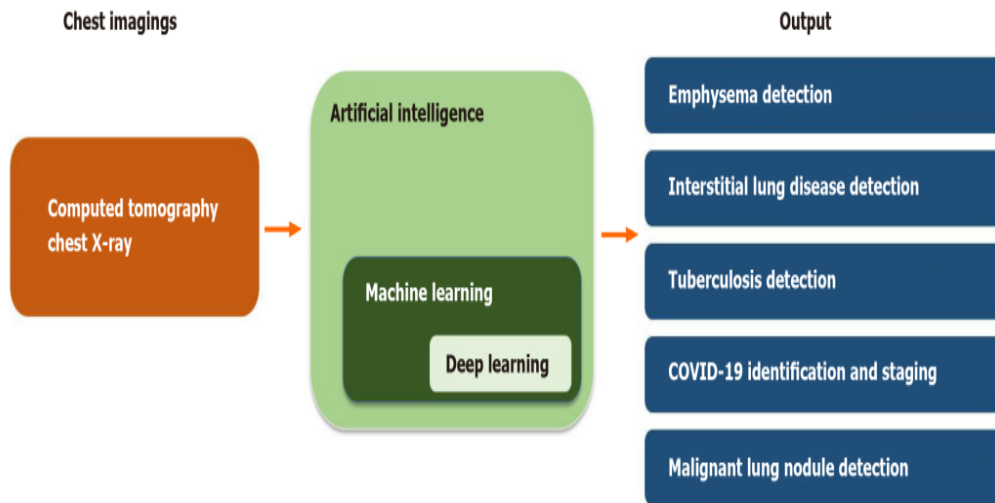 Chest imagings
Output
Computed tomography
chest X-ray
Artificial intelligence
Machine learning
Deep learning
Emphysema detection
Interstitial lung disease detection
Tuberculosis detection
COVID-19 identification and staging
Malignant lung nodule detection